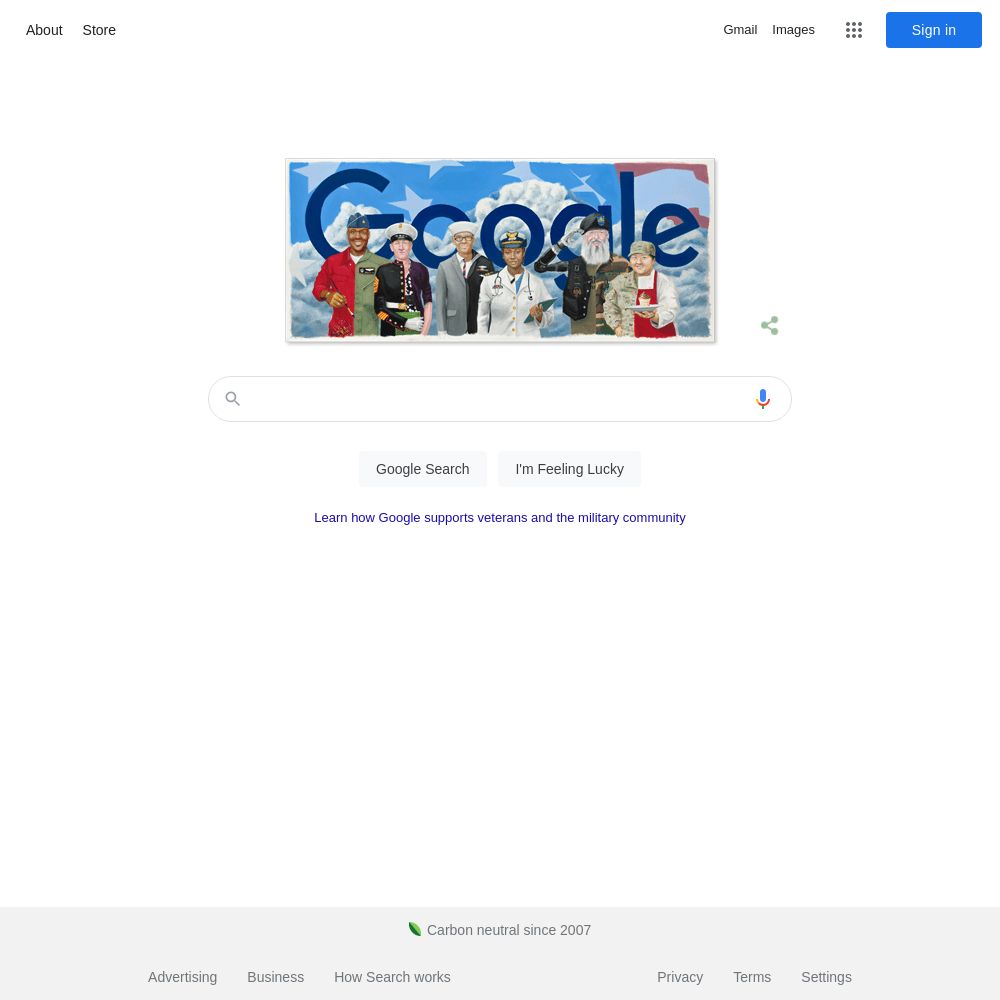 About Store Gmail Images Sign in
Google
Google Search I'm Feeling Lucky
Learn how Google supports veterans and the military community
Carbon neutral since 2007
Advertising Business How Search works Privacy Terms Settings